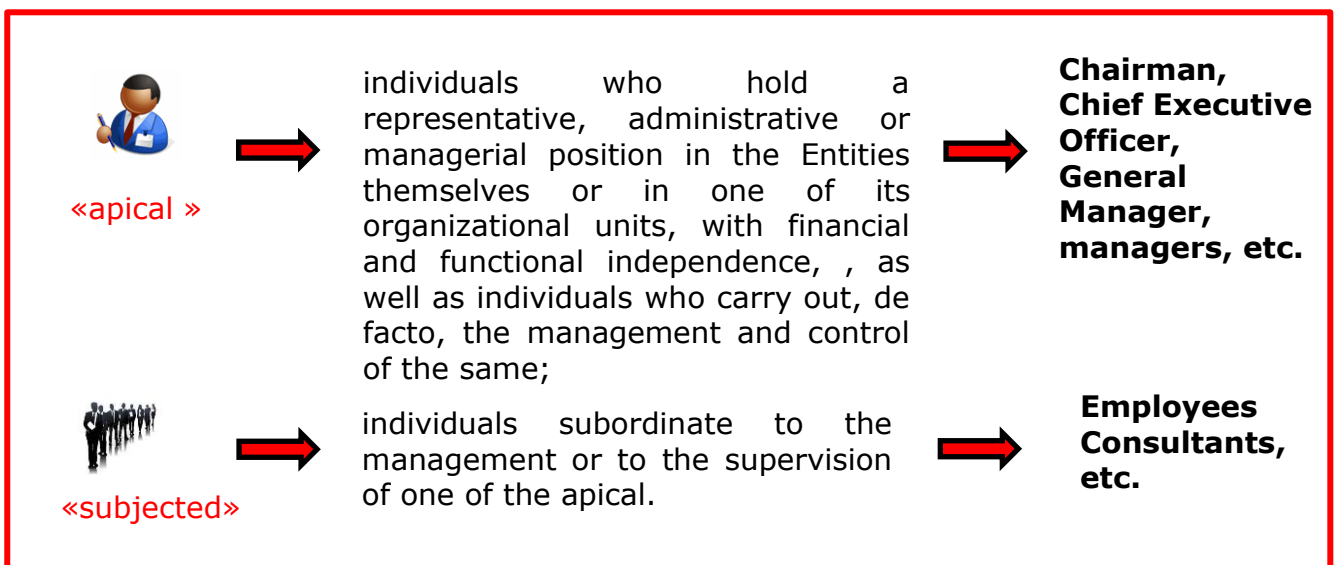 «apical »
individuals who hold a
representative, administrative or
managerial position in the Entities
themselves or in one of its
organizational units, with financial
and functional independence, , as
well as individuals who carry out, de
facto, the management and control
of the same;
Chairman,
Chief Executive
Officer,
General
Manager,
managers, etc.
«subjected»
individuals subordinate to the
management or to the supervision
of one of the apical.
Employees
Consultants,
etc.